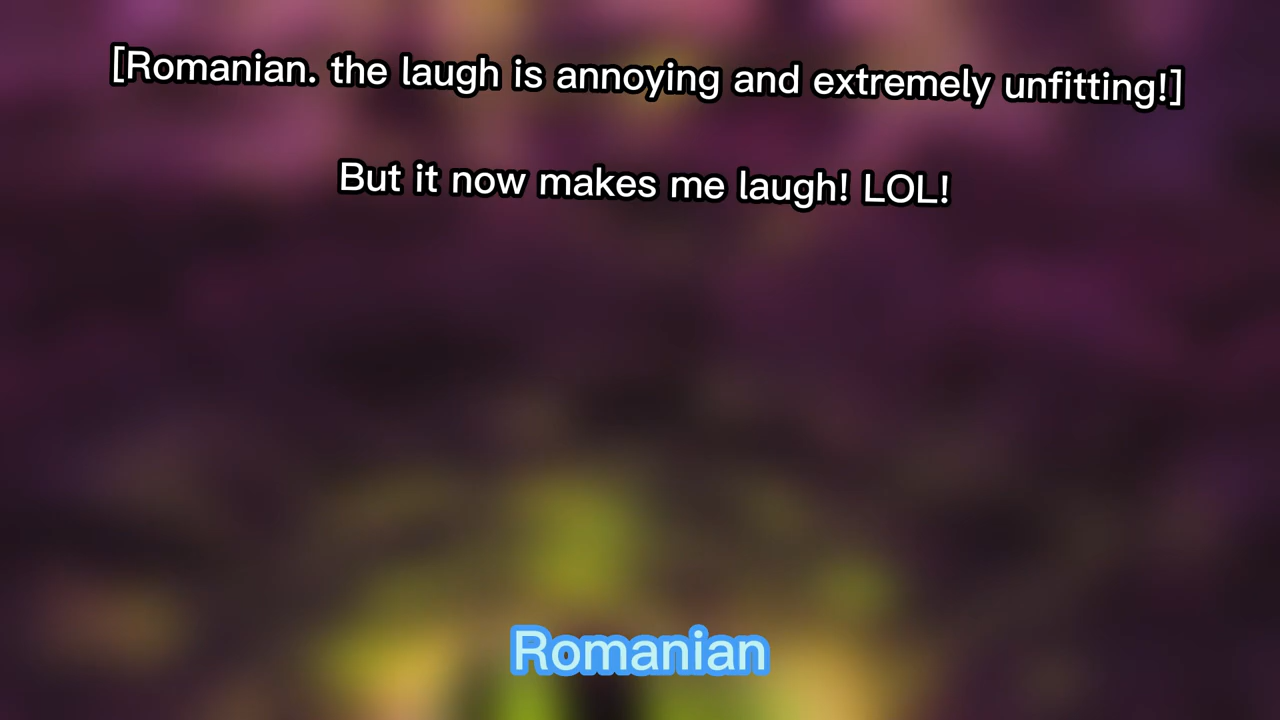 [Romanian. the laugh is annoying and extremely unfitting!]
But it now makes me laugh! LOL!
Romanian